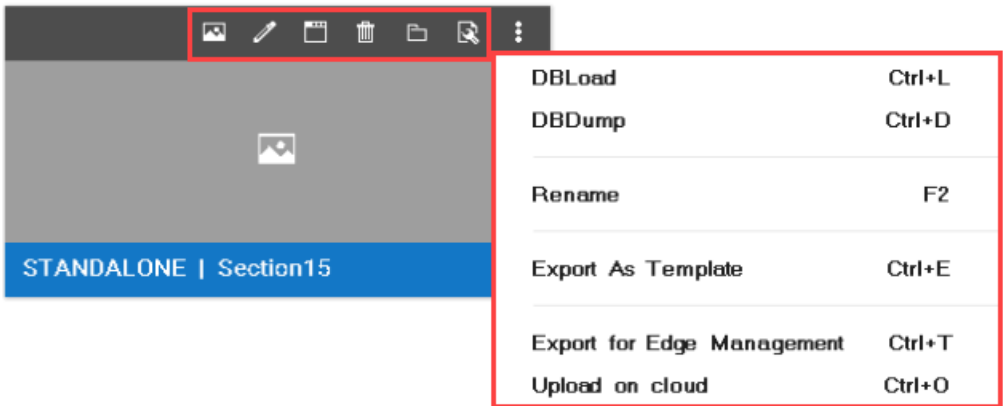 DBLoad Ctrl+L
DBDump Ctrl+D
Rename F2
STANDALONE | Section15
Export As Template Ctrl+E
Export for Edge Management Ctrl+T
Upload on cloud Ctrl+O